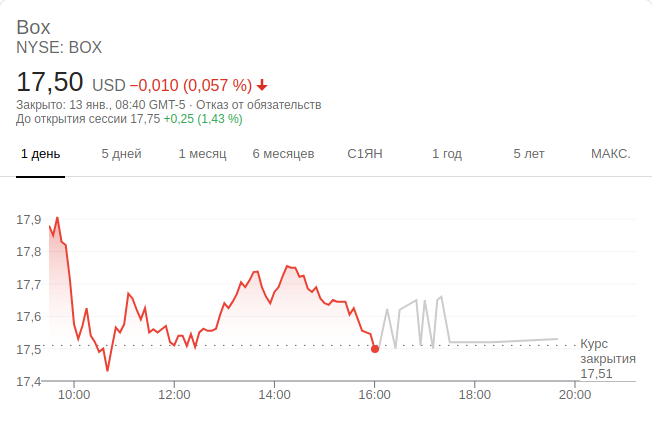 Box
NYSE: BOX
17,50 USD −0,010 (0,057 %)
Закрыто: 13 янв., 08:40 GMT-5 · Отказ от обязательств
До открытия сессии 17,75 +0,25 (1,43 %)
1 день 5 дней 1 месяц 6 месяцев С1ЯН 1 год 5 лет МАКС.
17,9
17,8
17,7
17,6
17,5
17,4
Курс
закрытия
17,51
10:00 12:00 14:00 16:00 18:00 20:00